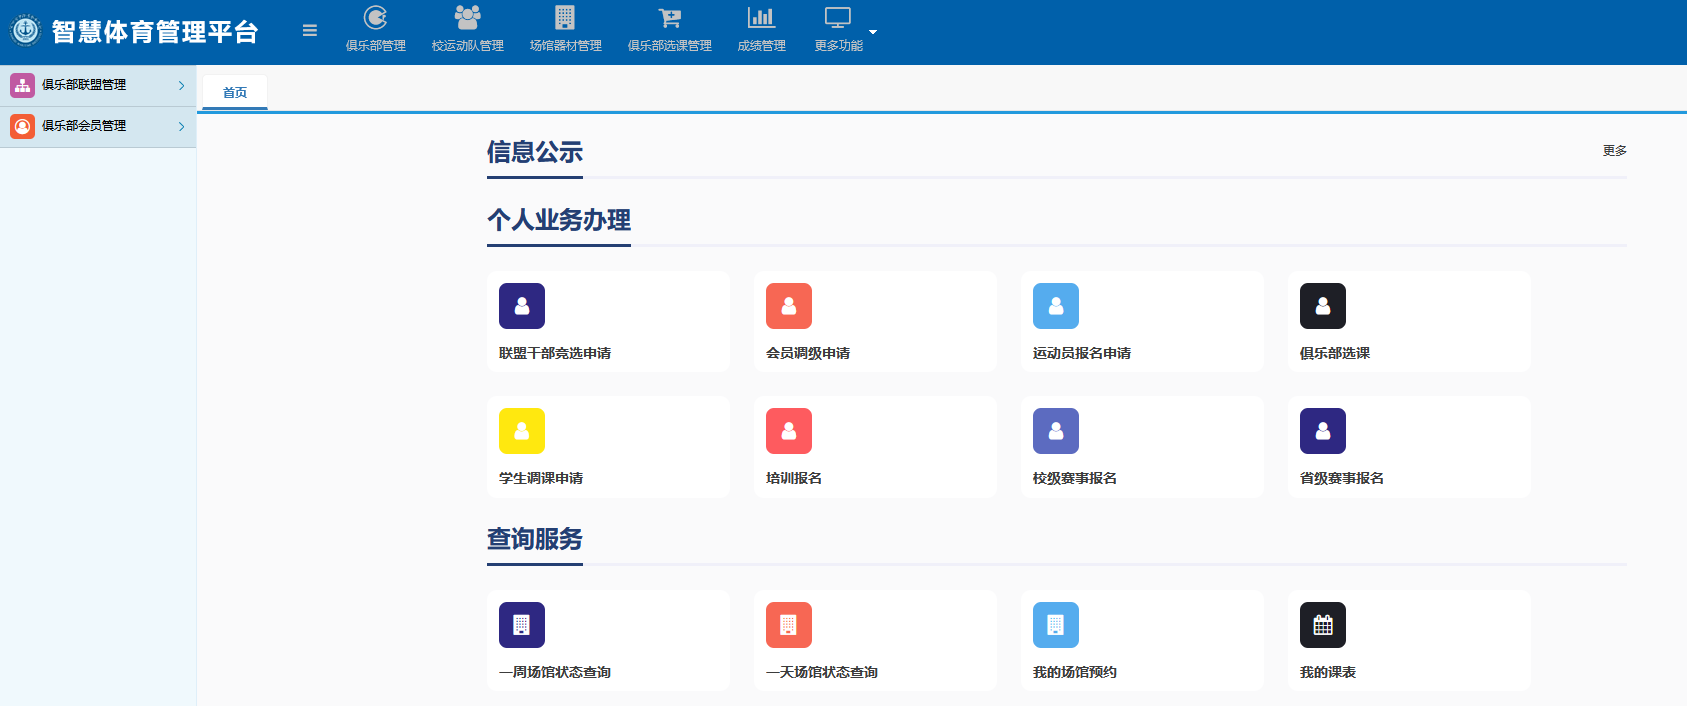 智慧体育管理平台
俱乐部管理
校运动队管理
场馆器材管理
俱乐部选课管理
成绩管理
更多功能
俱乐部联盟管理
俱乐部会员管理
首页
信息公示
更多
个人业务办理
联盟干部竞选申请
会员调级申请
运动员报名申请
俱乐部选课
学生调课申请
培训报名
校级赛事报名
省级赛事报名
查询服务
一周场馆状态查询
一天场馆状态查询
我的场馆预约
我的课表